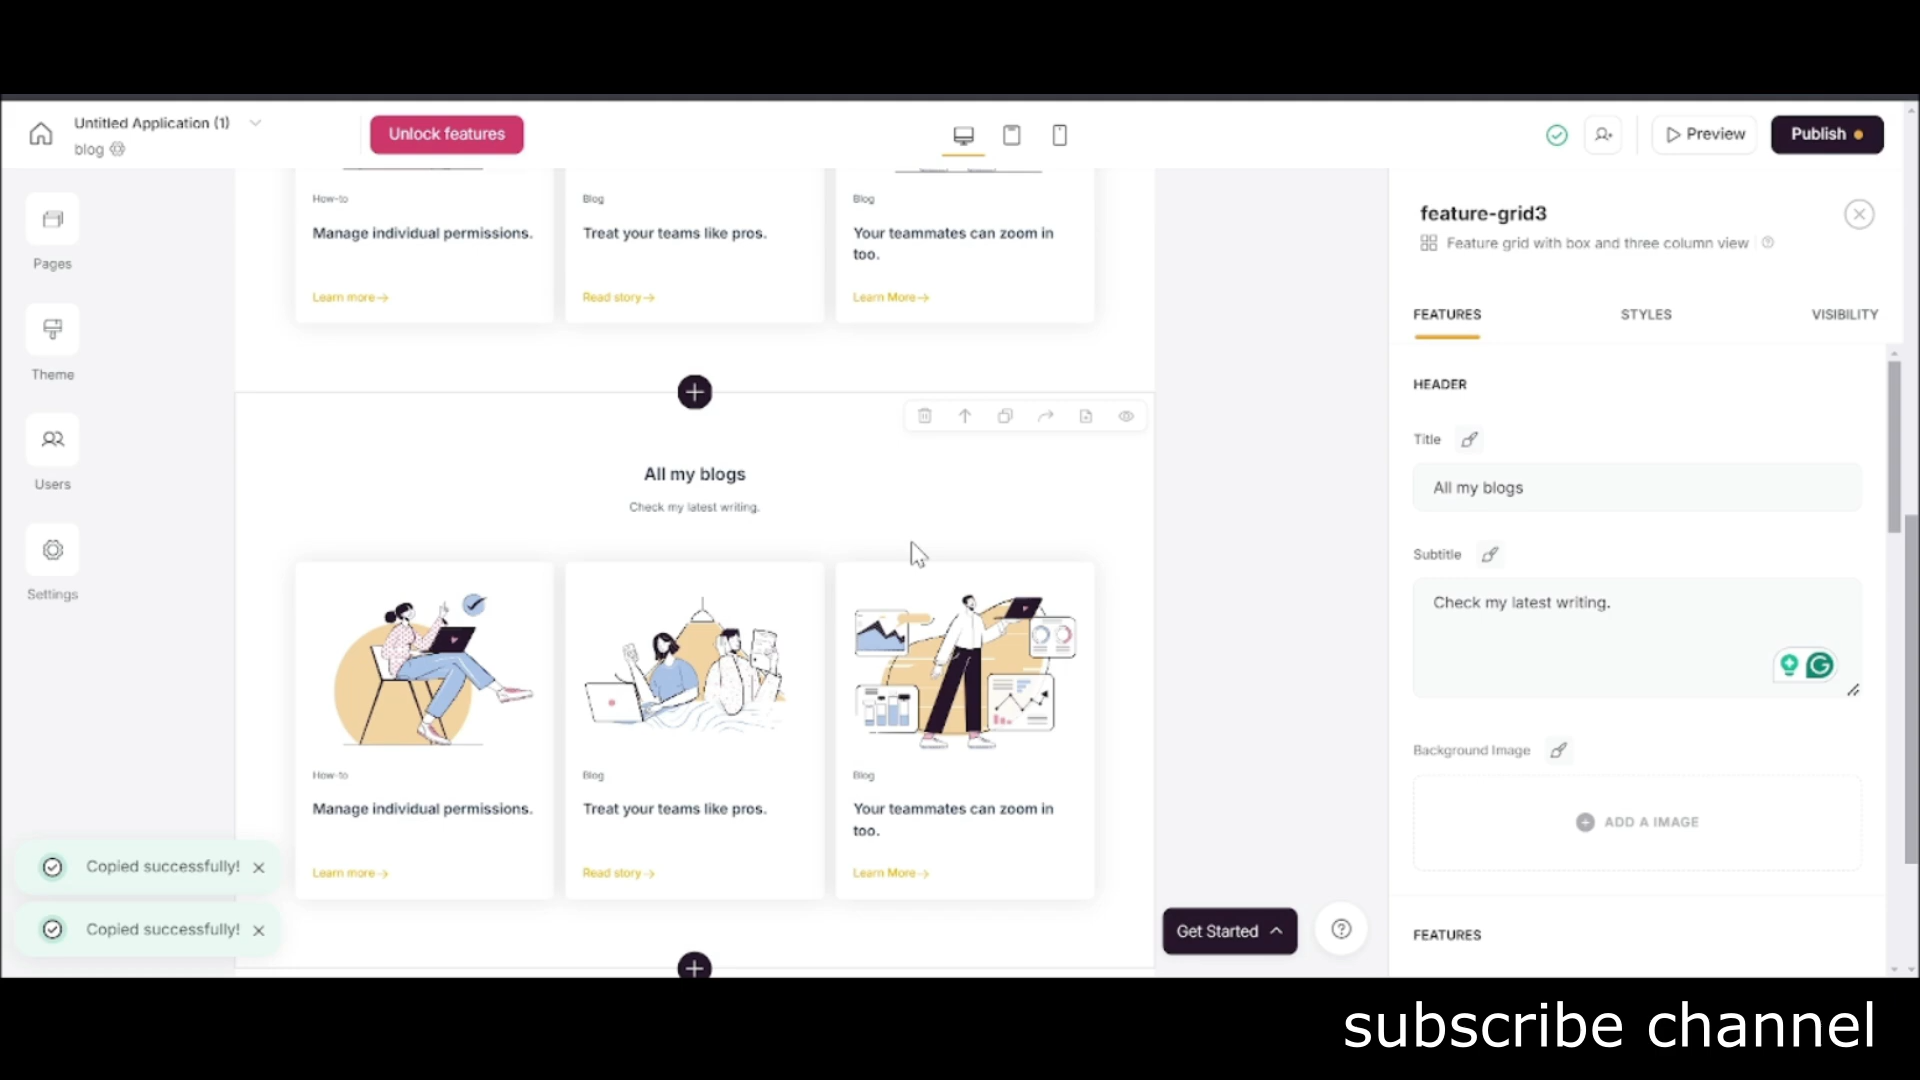 Untitled Application (1)
blog
Unlock features
Preview
Publish
Pages
Theme
Users
Settings
How-to
Manage individual permissions.
Learn more
Blog
Treat your teams like pros.
Read story
Blog
Your teammates can zoom in
too.
Learn More
All my blogs
Check my latest writing.
How-to
Manage individual permissions.
Learn more
Blog
Treat your teams like pros.
Read story
Blog
Your teammates can zoom in
too.
Learn More
Copied successfully!
Copied successfully!
Get Started
feature-grid3
Feature grid with box and three column view
FEATURES
STYLES
VISIBILITY
HEADER
Title
All my blogs
Subtitle
Check my latest writing.
Background Image
ADD A IMAGE
FEATURES
subscribe channel